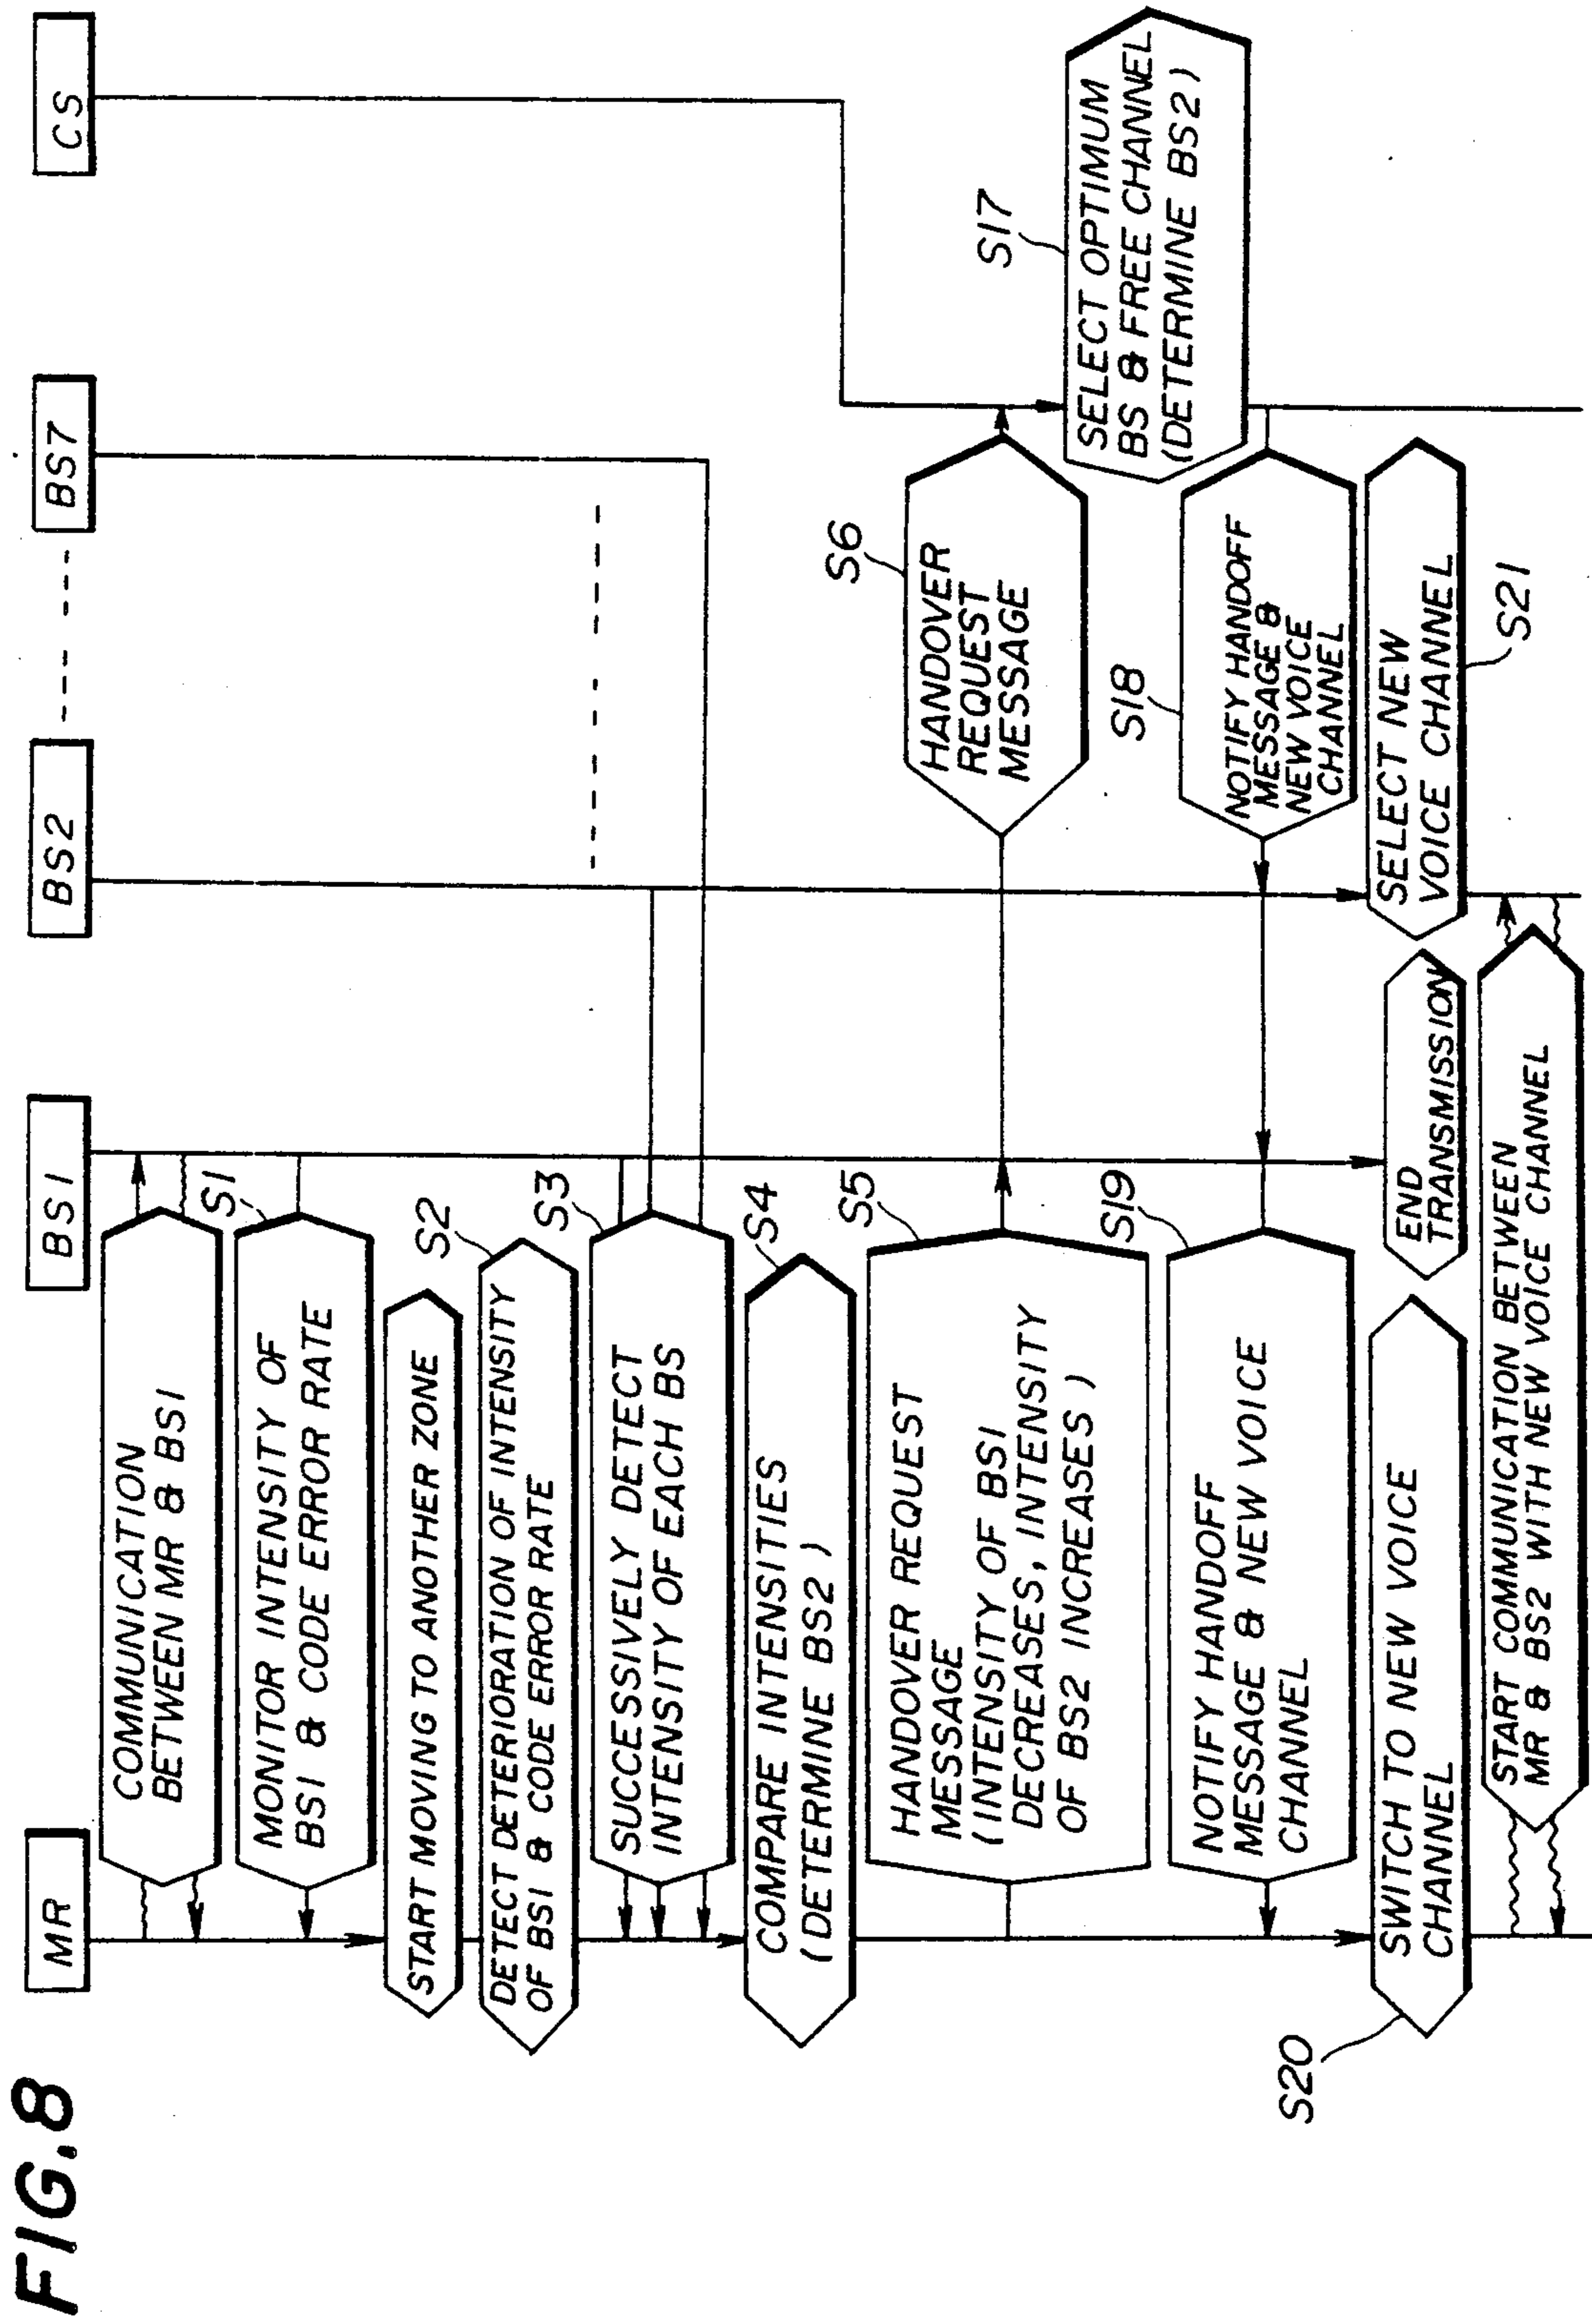 FIG.8
MR
BS1
BS2
BS7
CS
COMMUNICATION
BETWEEN MR & BS1
S1
MONITOR INTENSITY OF
BS1 & CODE ERROR RATE
START MOVING TO ANOTHER ZONE
S2
DETECT DETERIORATION OF INTENSITY
OF BS1 & CODE ERROR RATE
S3
SUCCESSIVELY DETECT
INTENSITY OF EACH BS
S4
COMPARE INTENSITIES
(DETERMINE BS2)
S5
HANDOVER REQUEST
MESSAGE
(INTENSITY OF BS1
DECREASES, INTENSITY
OF BS2 INCREASES)
S6
HANDOVER
REQUEST
MESSAGE
S17
SELECT OPTIMUM
BS & FREE CHANNEL
(DETERMINE BS2)
S18
NOTIFY HANDOFF
MESSAGE &
NEW VOICE
CHANNEL
S19
NOTIFY HANDOFF
MESSAGE & NEW VOICE
CHANNEL
S20
SWITCH TO NEW VOICE
CHANNEL
END
TRANSMISSION
SELECT NEW
VOICE CHANNEL
S21
START COMMUNICATION BETWEEN
MR & BS2 WITH NEW VOICE CHANNEL